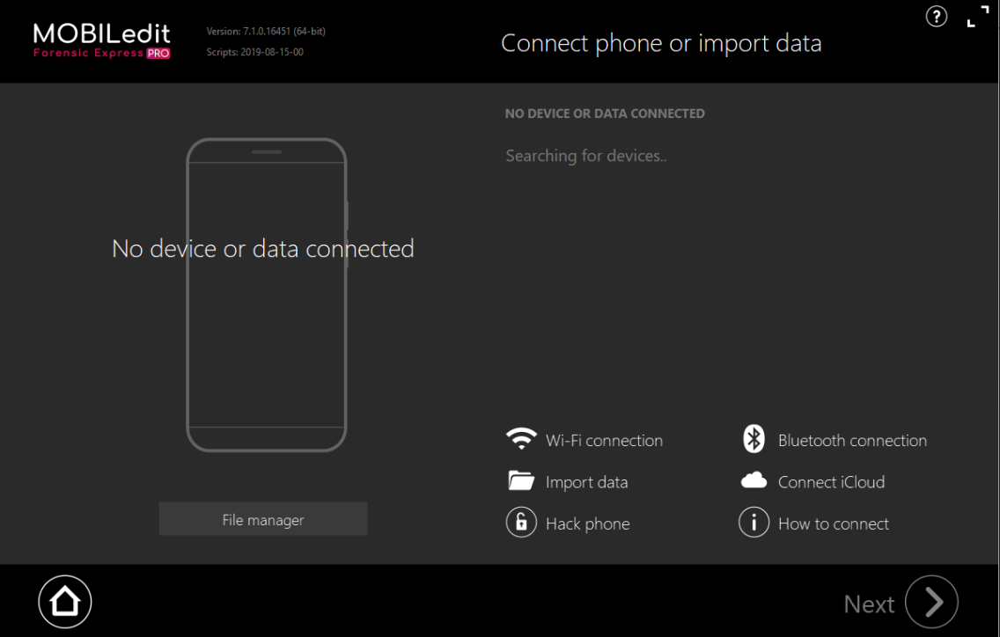 MOBILedit
Forensic Express PRO
Version: 7.1.0.16451 (64-bit)
Scripts: 2019-08-15-00
Connect phone or import data
?
NO DEVICE OR DATA CONNECTED
Searching for devices..
No device or data connected
Wi-Fi connection
Bluetooth connection
Import data
Connect iCloud
Hack phone
How to connect
File manager
Next